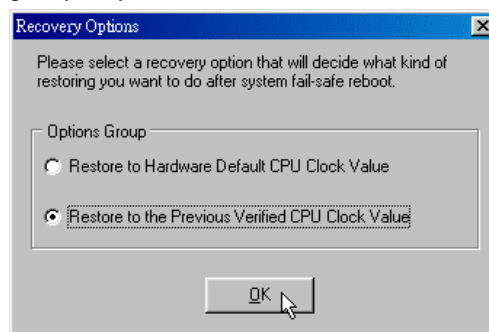 Recovery Options
Please select a recovery option that will decide what kind of
restoring you want to do after system fail-safe reboot.
Options Group
Restore to Hardware Default CPU Clock Value
Restore to the Previous Verified CPU Clock Value
OK